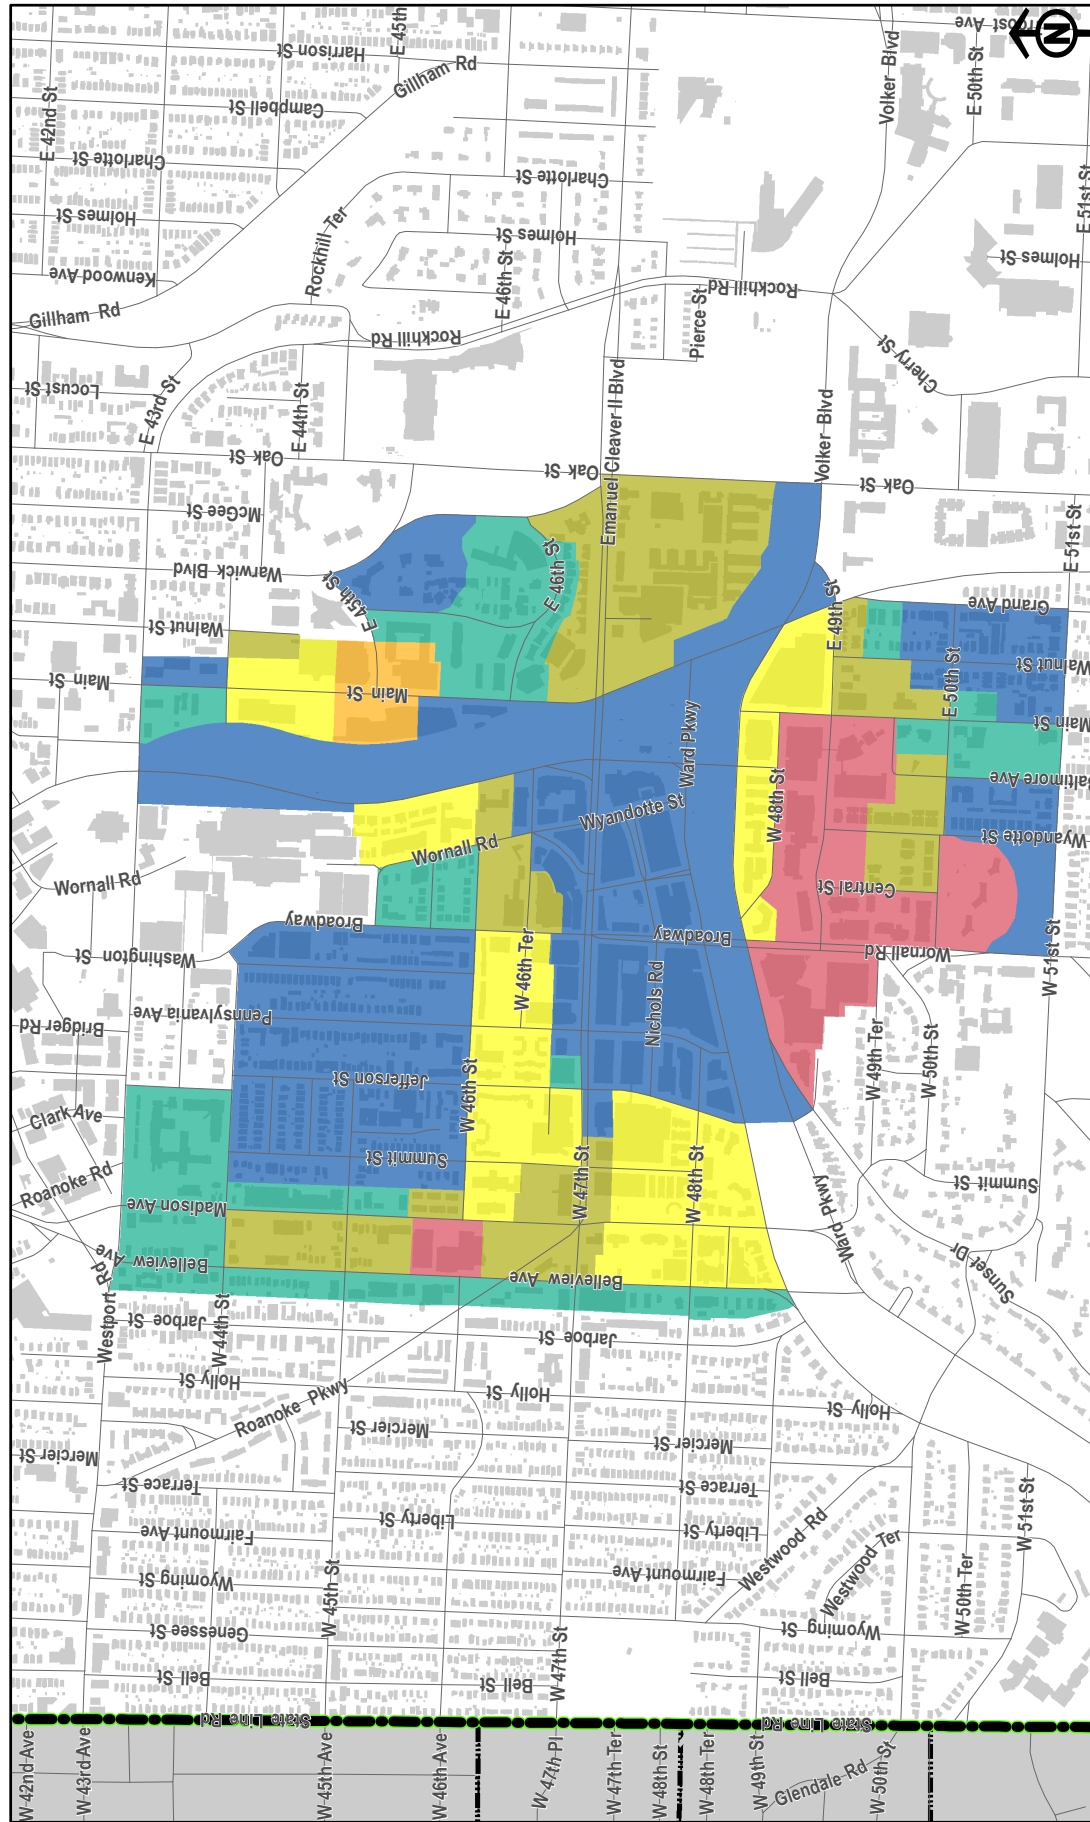 Harrison St
E 45th
Troost Ave
N
Gillham Rd
Volker Blvd
E 50th St
E 42nd St
Campbell St
Charlotte St
Charlotte St
Holmes St
Holmes St
Holmes St
E 51st St
Rockhill Ter
Kenwood Ave
E 46th St
Rockhill Rd
Gillham Rd
Rockhill Rd
Pierce St
Cherry St
Locust St
E 43rd St
E 44th St
Emanuel Cleaver II Blvd
Volker Blvd
Oak St
Oak St
Oak St
McGee St
E 51st St
Warwick Blvd
E 45th St
E 46th St
E 49th St
Grand Ave
Walnut St
Walnut St
Main St
Main St
E 50th St
Main St
Ward Pkwy
Baltimore Ave
W 48th St
Wyandotte St
Wyandotte St
Wornall Rd
Wornall Rd
Central St
Broadway
Broadway
Wornall Rd
Washington St
W 46th Ter
Nichols Rd
W 51st St
Pennsylvania Ave
Bridger Rd
W 49th Ter
W 50th St
Jefferson St
W 46th St
Clark Ave
Summit St
W 47th St
W 48th St
Summit St
Roanoke Rd
Madison Ave
Ward Pkwy
Belleview Ave
Belleview Ave
Sunset Dr
Westport Rd
W 44th St
Jarboe St
Jarboe St
Holly St
Holly St
Holly St
Roanoke Pkwy
Mercier St
Mercier St
Mercier St
Terrace St
Terrace St
Liberty St
Liberty St
Westwood Rd
W 51st St
Fairmount Ave
Fairmount Ave
Westwood Ter
Wyoming St
Wyoming St
W 45th St
W 50th Ter
Genessee St
Bell St
Bell St
Bell St
W 47th St
State Line Rd
State Line Rd
W 42nd Ave
W 43rd Ave
W 45th Ave
W 46th Ave
W 47th Pl
W 47th Ter
W 48th St
W 48th Ter
W 49th St
Glendale Rd
W 50th St